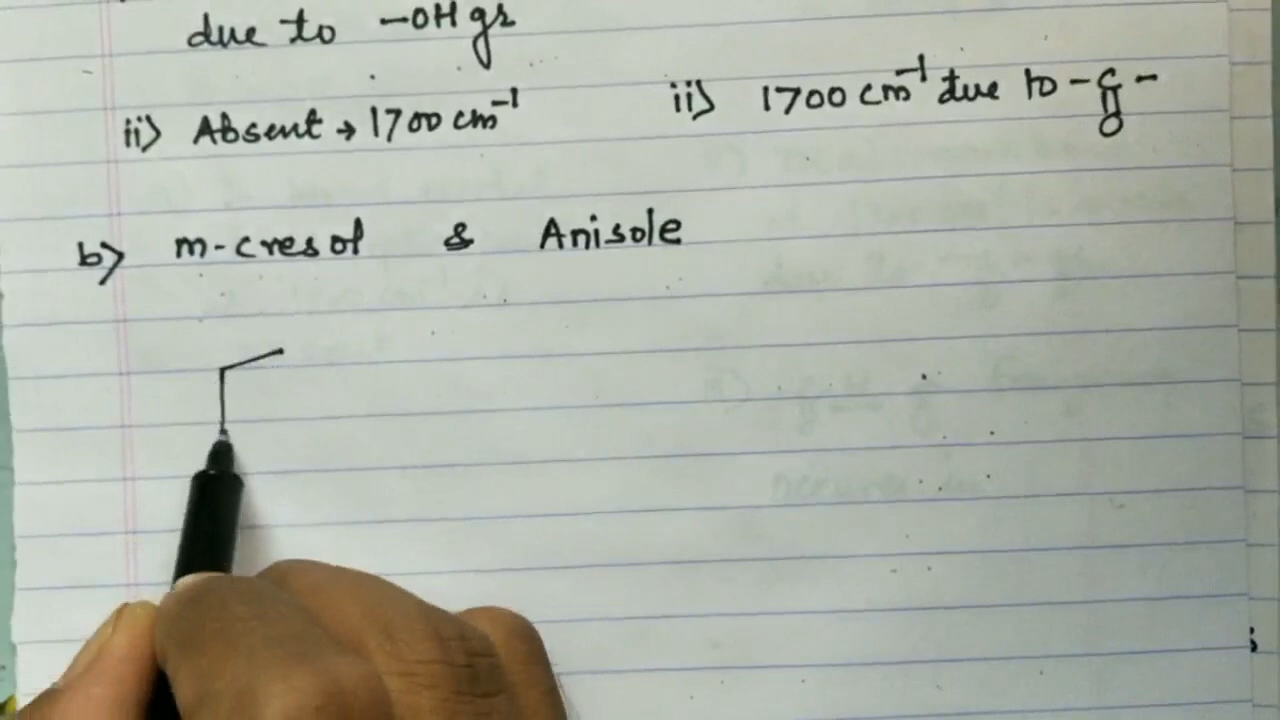 due to -OH gr
ii) Absent → 1700 cm⁻¹
ii) 1700 cm⁻¹ due to -C-
O
b) m-cresol & Anisole